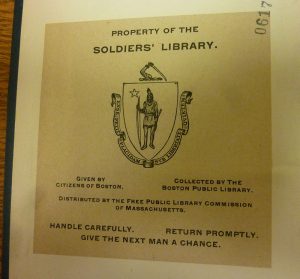 0617
PROPERTY OF THE
SOLDIERS' LIBRARY.
GIVEN BY
CITIZENS OF BOSTON.
COLLECTED BY THE
BOSTON PUBLIC LIBRARY.
DISTRIBUTED BY THE FREE PUBLIC LIBRARY COMMISSION
OF MASSACHUSETTS.
HANDLE CAREFULLY. RETURN PROMPTLY.
GIVE THE NEXT MAN A CHANCE.